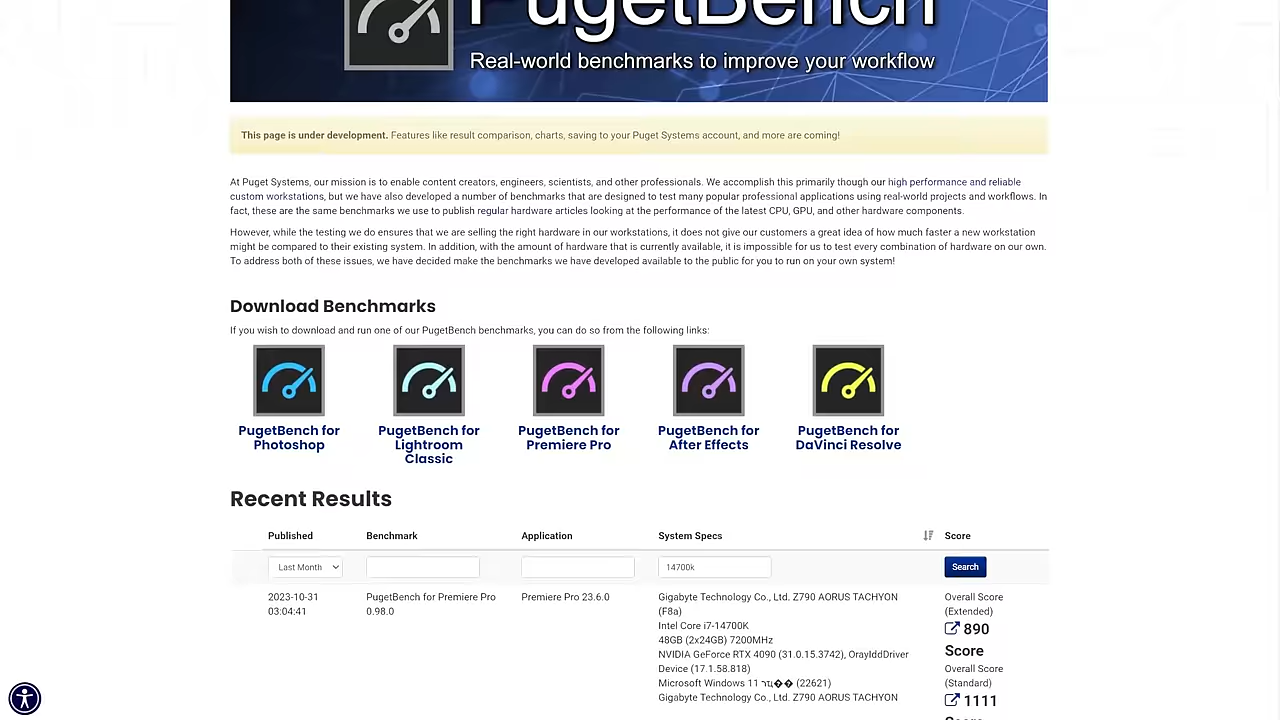 PugetBench
Real-world benchmarks to improve your workflow
This page is under development. Features like result comparison, charts, saving to your Puget Systems account, and more are coming!
At Puget Systems, our mission is to enable content creators, engineers, scientists, and other professionals. We accomplish this primarily though our high performance and reliable
custom workstations, but we have also developed a number of benchmarks that are designed to test many popular professional applications using real-world projects and workflows. In
fact, these are the same benchmarks we use to publish regular hardware articles looking at the performance of the latest CPU, GPU, and other hardware components.
However, while the testing we do ensures that we are selling the right hardware in our workstations, it does not give our customers a great idea of how much faster a new workstation
might be compared to their existing system. In addition, with the amount of hardware that is currently available, it is impossible for us to test every combination of hardware on our own.
To address both of these issues, we have decided make the benchmarks we have developed available to the public for you to run on your own system!
Download Benchmarks
If you wish to download and run one of our PugetBench benchmarks, you can do so from the following links:
PugetBench for Photoshop
PugetBench for Lightroom Classic
PugetBench for Premiere Pro
PugetBench for After Effects
PugetBench for DaVinci Resolve
Recent Results
Published Benchmark Application System Specs Score
Last Month 14700k Search
2023-10-31
03:04:41
PugetBench for Premiere Pro
0.98.0
Premiere Pro 23.6.0
Gigabyte Technology Co., Ltd. Z790 AORUS TACHYON
(F8a)
Intel Core i7-14700K
48GB (2x24GB) 7200MHz
NVIDIA GeForce RTX 4090 (31.0.15.3742), OrayIddDriver
Device (17.1.58.818)
Microsoft Windows 11 (22621)
Gigabyte Technology Co., Ltd. Z790 AORUS TACHYON
Overall Score
(Extended)
890
Score
Overall Score
(Standard)
1111